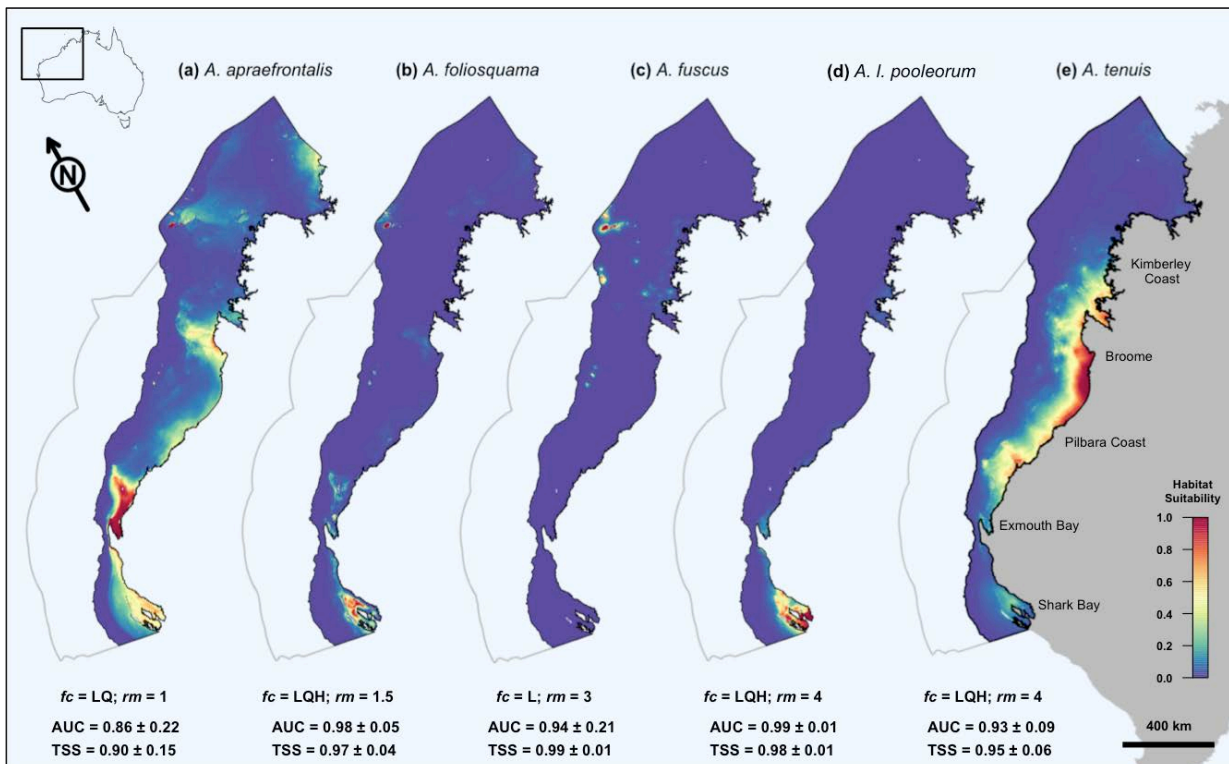 (a) A. apraefrontalis
(b) A. foliosquama
(c) A. fuscus
(d) A. l. pooleorum
(e) A. tenuis
N
Kimberley
Coast
Broome
Pilbara Coast
Exmouth Bay
Shark Bay
Habitat
Suitability
1.0
0.8
0.6
0.4
0.2
0.0
fc = LQ; rm = 1
AUC = 0.86 ± 0.22
TSS = 0.90 ± 0.15
fc = LQH; rm = 1.5
AUC = 0.98 ± 0.05
TSS = 0.97 ± 0.04
fc = L; rm = 3
AUC = 0.94 ± 0.21
TSS = 0.99 ± 0.01
fc = LQH; rm = 4
AUC = 0.99 ± 0.01
TSS = 0.98 ± 0.01
fc = LQH; rm = 4
AUC = 0.93 ± 0.09
TSS = 0.95 ± 0.06
400 km